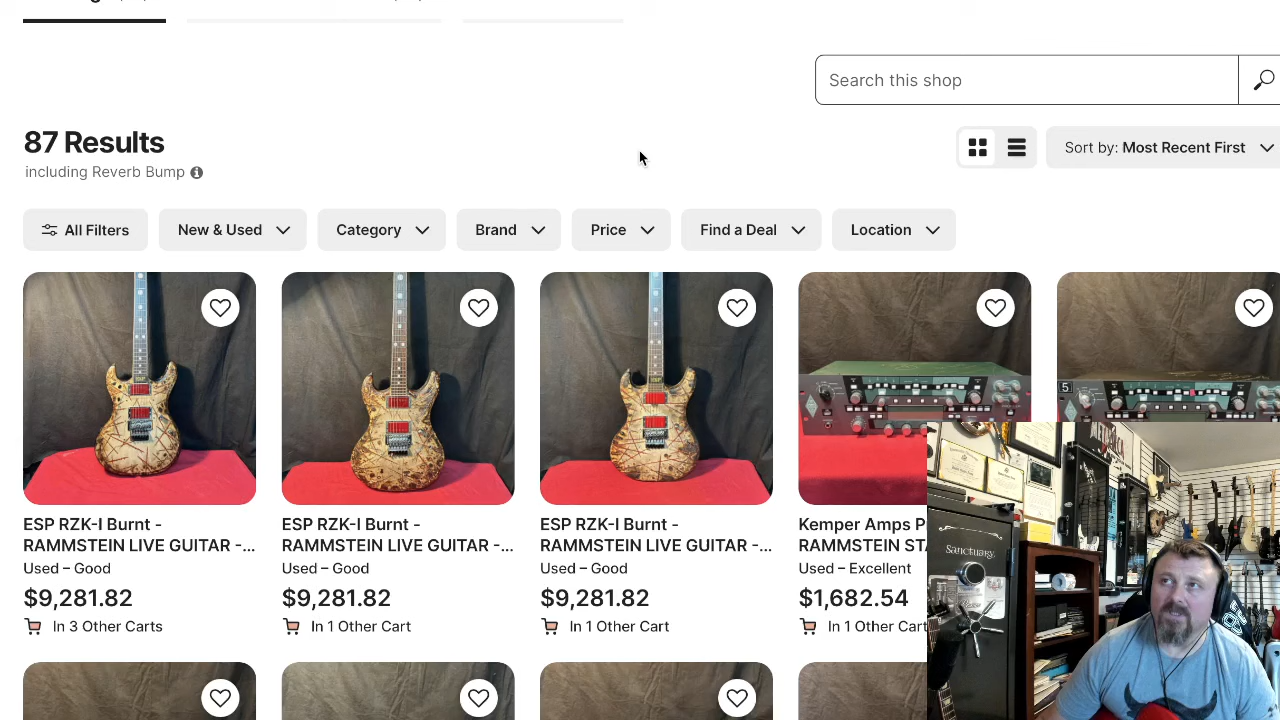 Search this shop
87 Results
Sort by: Most Recent First
including Reverb Bump
All Filters
New & Used
Category
Brand
Price
Find a Deal
Location
5
ESP RZK-I Burnt -
RAMMSTEIN LIVE GUITAR -...
Used – Good
$9,281.82
In 3 Other Carts
ESP RZK-I Burnt -
RAMMSTEIN LIVE GUITAR -...
Used – Good
$9,281.82
In 1 Other Cart
ESP RZK-I Burnt -
RAMMSTEIN LIVE GUITAR -...
Used – Good
$9,281.82
In 1 Other Cart
Kemper Amps P
RAMMSTEIN STA
Used – Excellent
$1,682.54
In 1 Other Cart
Sanctuary